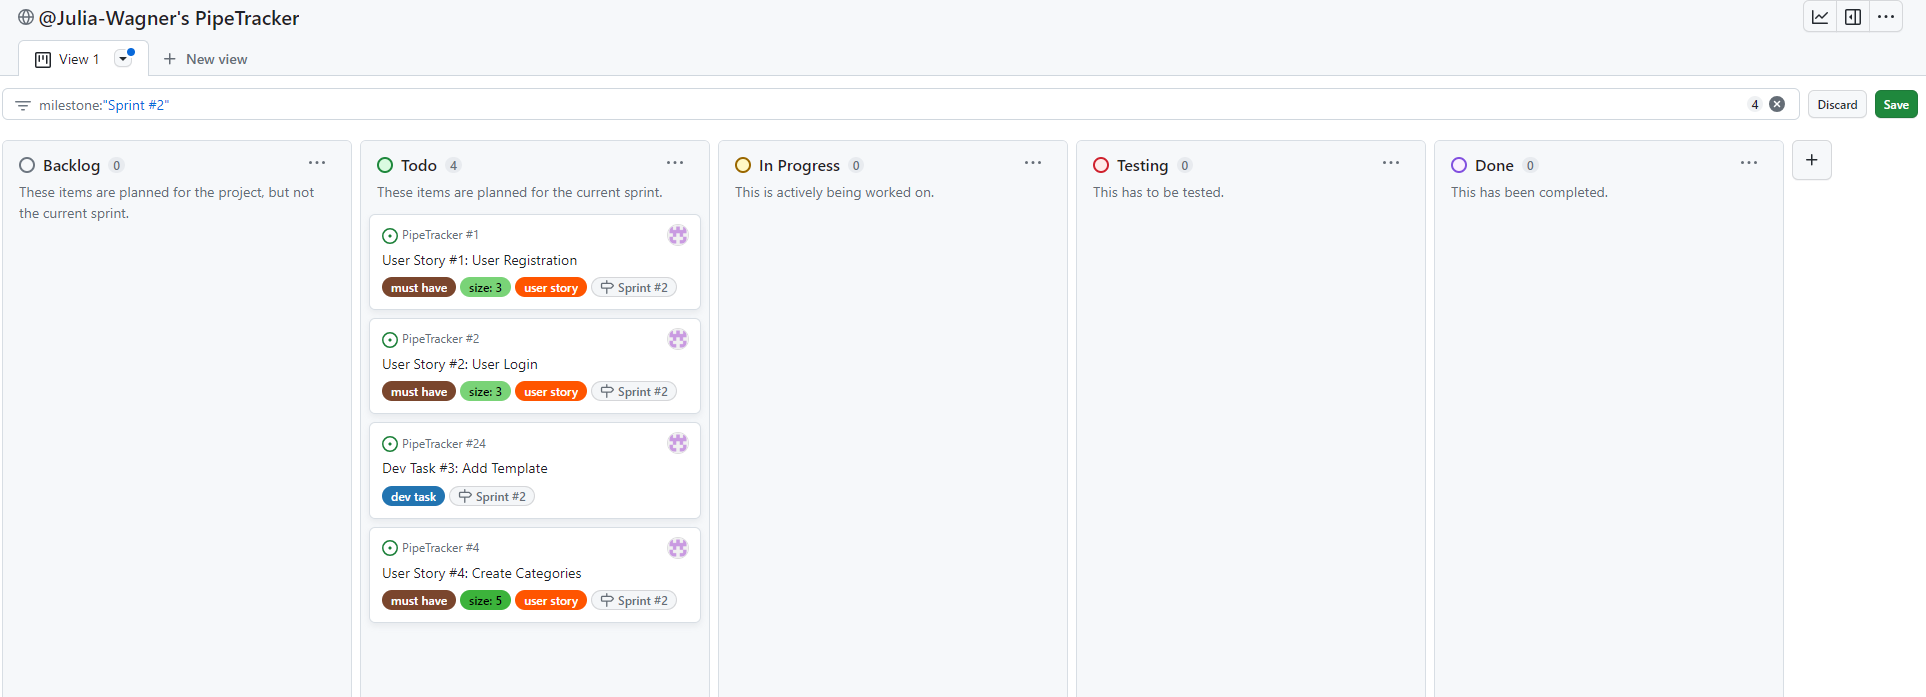 @Julia-Wagner's PipeTracker
View 1
New view
milestone:"Sprint #2"
4
Discard
Save
Backlog 0
These items are planned for the project, but not
the current sprint.
Todo 4
These items are planned for the current sprint.
PipeTracker #1
User Story #1: User Registration
must have size: 3 user story Sprint #2
PipeTracker #2
User Story #2: User Login
must have size: 3 user story Sprint #2
PipeTracker #24
Dev Task #3: Add Template
dev task Sprint #2
PipeTracker #4
User Story #4: Create Categories
must have size: 5 user story Sprint #2
In Progress 0
This is actively being worked on.
Testing 0
This has to be tested.
Done 0
This has been completed.